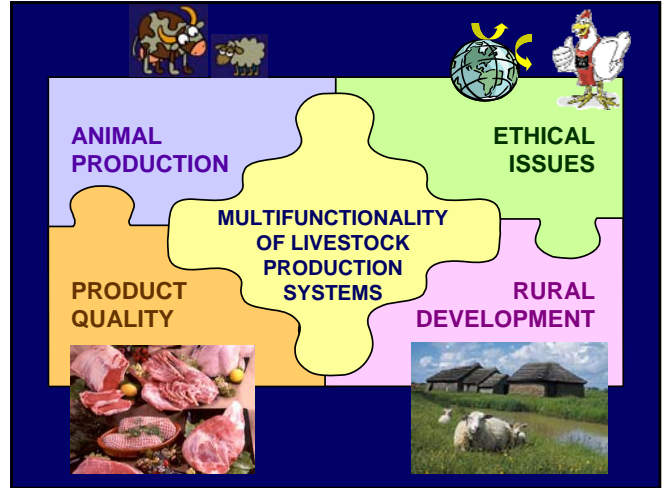 ANIMAL
PRODUCTION
ETHICAL
ISSUES
MULTIFUNCTIONALITY
OF LIVESTOCK
PRODUCTION
SYSTEMS
PRODUCT
QUALITY
RURAL
DEVELOPMENT